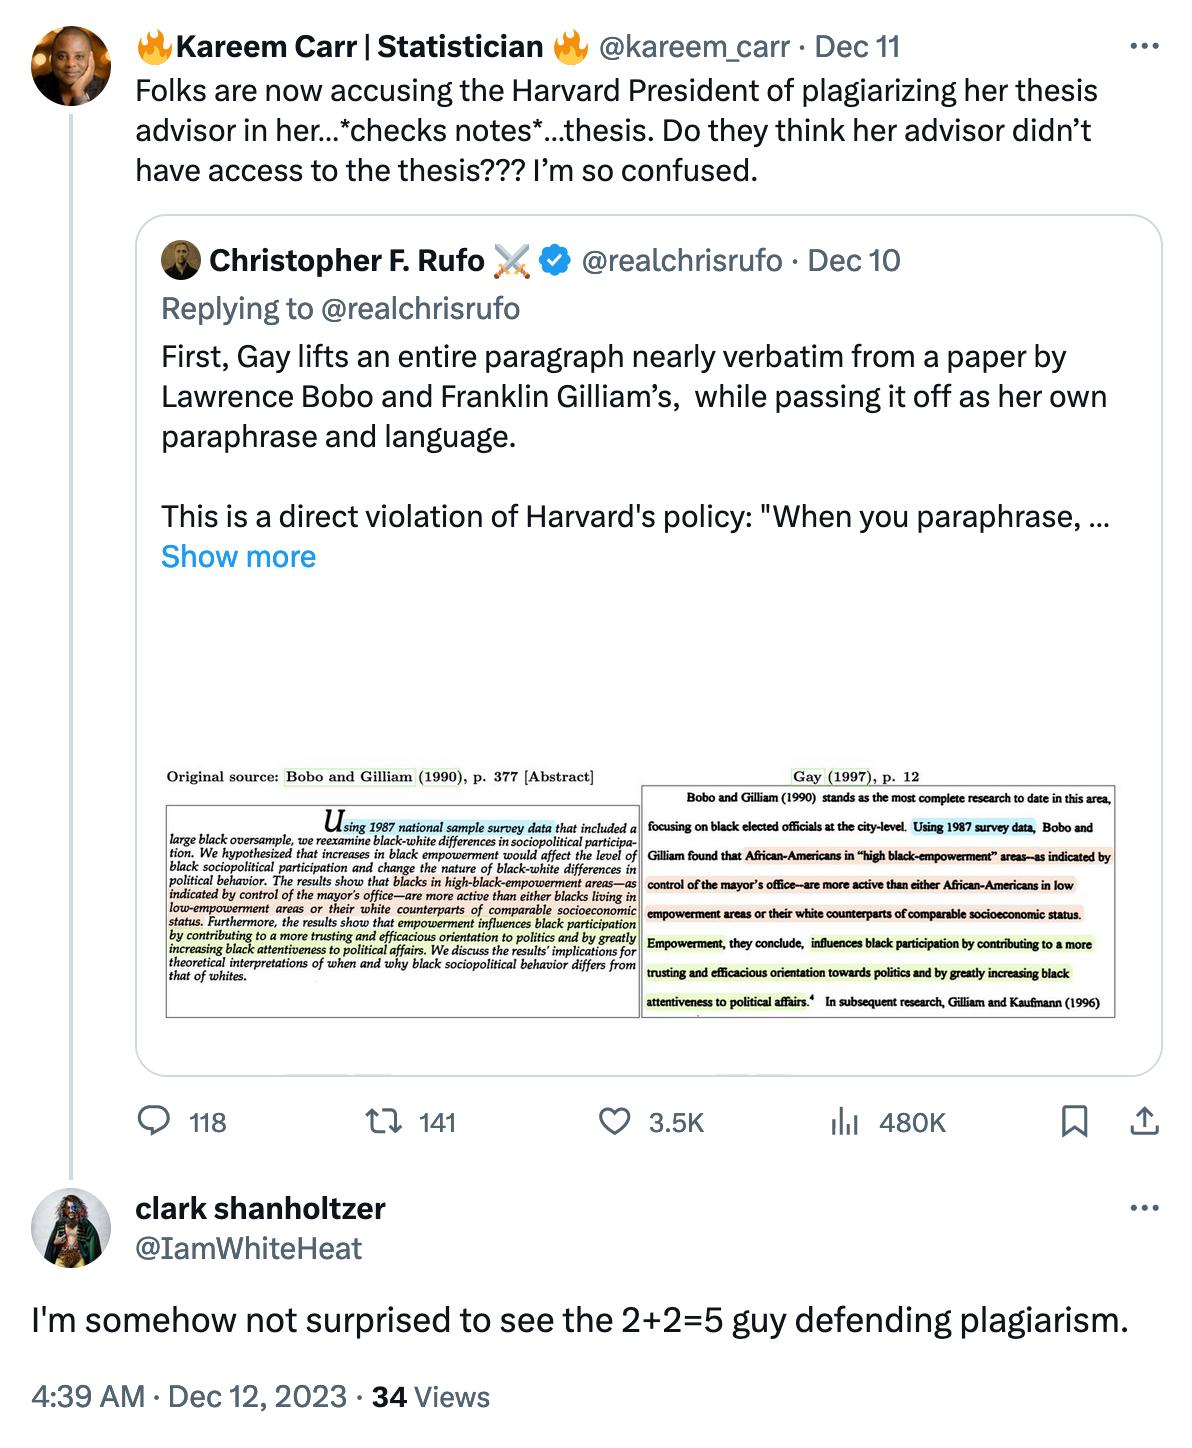 🔥Kareem Carr | Statistician 🔥 @kareem_carr · Dec 11
Folks are now accusing the Harvard President of plagiarizing her thesis
advisor in her...*checks notes*...thesis. Do they think her advisor didn’t
have access to the thesis??? I’m so confused.
Christopher F. Rufo ⚔️ @realchrisrufo · Dec 10
Replying to @realchrisrufo
First, Gay lifts an entire paragraph nearly verbatim from a paper by
Lawrence Bobo and Franklin Gilliam’s,  while passing it off as her own
paraphrase and language.
This is a direct violation of Harvard's policy: "When you paraphrase, ...
Show more
Original source: Bobo and Gilliam (1990), p. 377 [Abstract]
Using 1987 national sample survey data that included a
large black oversample, we reexamine black-white differences in sociopolitical participa-
tion. We hypothesized that increases in black empowerment would affect the level of
black sociopolitical participation and change the nature of black-white differences in
political behavior. The results show that blacks in high-black-empowerment areas—as
indicated by control of the mayor's office—are more active than either blacks living in
low-empowerment areas or their white counterparts of comparable socioeconomic
status. Furthermore, the results show that empowerment influences black participation
by contributing to a more trusting and efficacious orientation to politics and by greatly
increasing black attentiveness to political affairs. We discuss the results' implications for
theoretical interpretations of when and why black sociopolitical behavior differs from
that of whites.
Gay (1997), p. 12
Bobo and Gilliam (1990) stands as the most complete research to date in this area,
focusing on black elected officials at the city-level. Using 1987 survey data, Bobo and
Gilliam found that African-Americans in “high black-empowerment” areas--as indicated by
control of the mayor's office--are more active than either African-Americans in low
empowerment areas or their white counterparts of comparable socioeconomic status.
Empowerment, they conclude, influences black participation by contributing to a more
trusting and efficacious orientation towards politics and by greatly increasing black
attentiveness to political affairs.4 In subsequent research, Gilliam and Kaufmann (1996)
118 141 3.5K 480K
clark shanholtzer
@IamWhiteHeat
I'm somehow not surprised to see the 2+2=5 guy defending plagiarism.
4:39 AM · Dec 12, 2023 · 34 Views